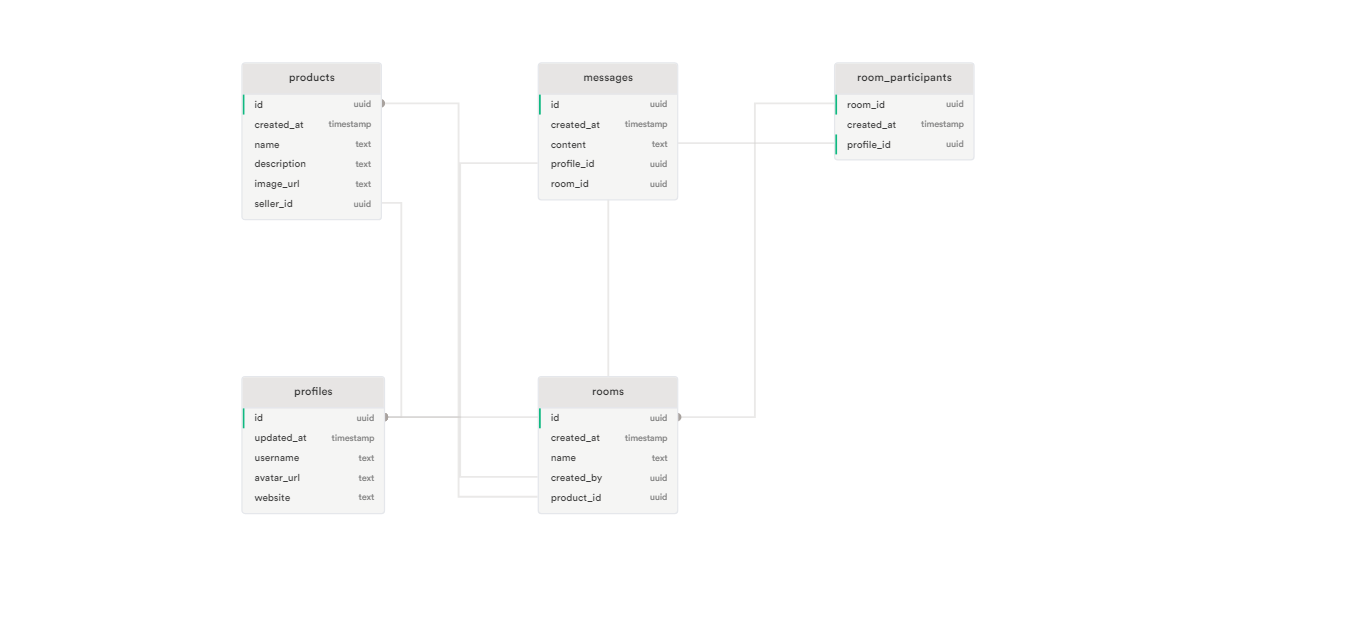 products
id uuid
created_at timestamp
name text
description text
image_url text
seller_id uuid
messages
id uuid
created_at timestamp
content text
profile_id uuid
room_id uuid
room_participants
room_id uuid
created_at timestamp
profile_id uuid
profiles
id uuid
updated_at timestamp
username text
avatar_url text
website text
rooms
id uuid
created_at timestamp
name text
created_by uuid
product_id uuid